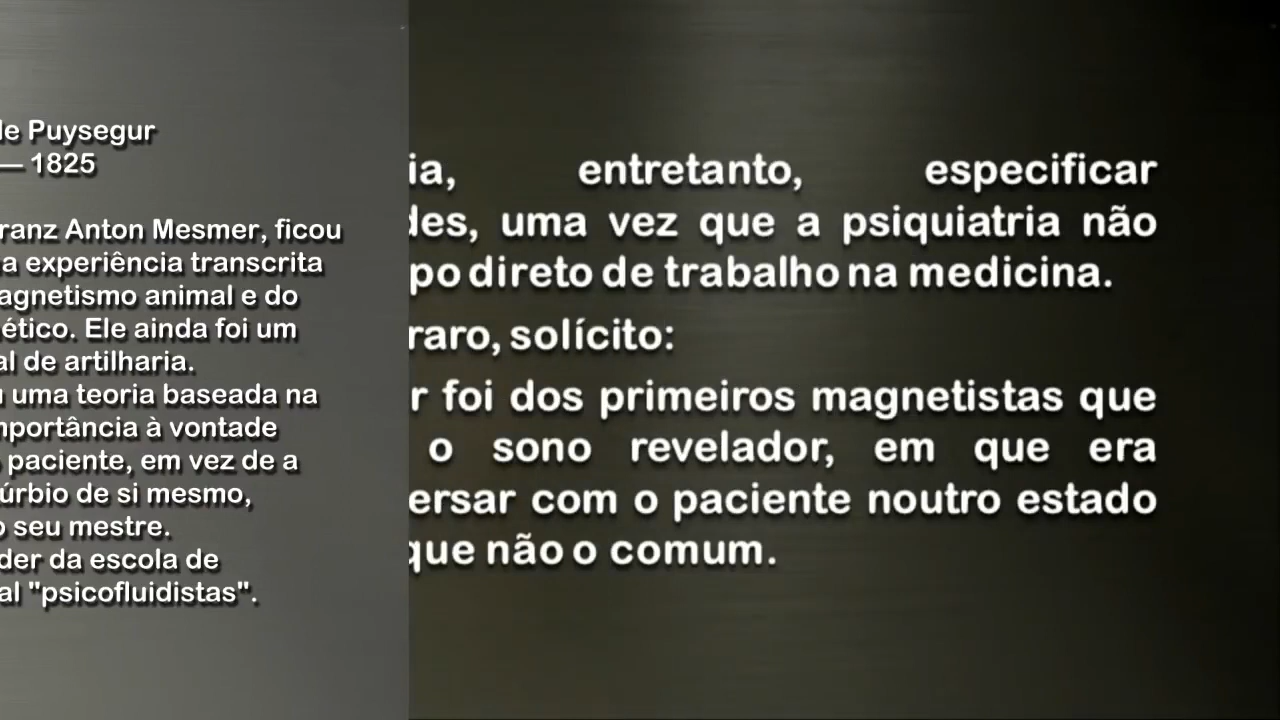 de Puysegur
— 1825
ranz Anton Mesmer, ficou
a experiência transcrita
agnetismo animal e do
ético. Ele ainda foi um
al de artilharia.
uma teoria baseada na
mportância à vontade
paciente, em vez de a
úrbio de si mesmo,
o seu mestre.
der da escola de
al "psicofluidistas".
ia, entretanto, especificar
des, uma vez que a psiquiatria não
po direto de trabalho na medicina.
raro, solícito:
r foi dos primeiros magnetistas que
o sono revelador, em que era
ersar com o paciente noutro estado
que não o comum.